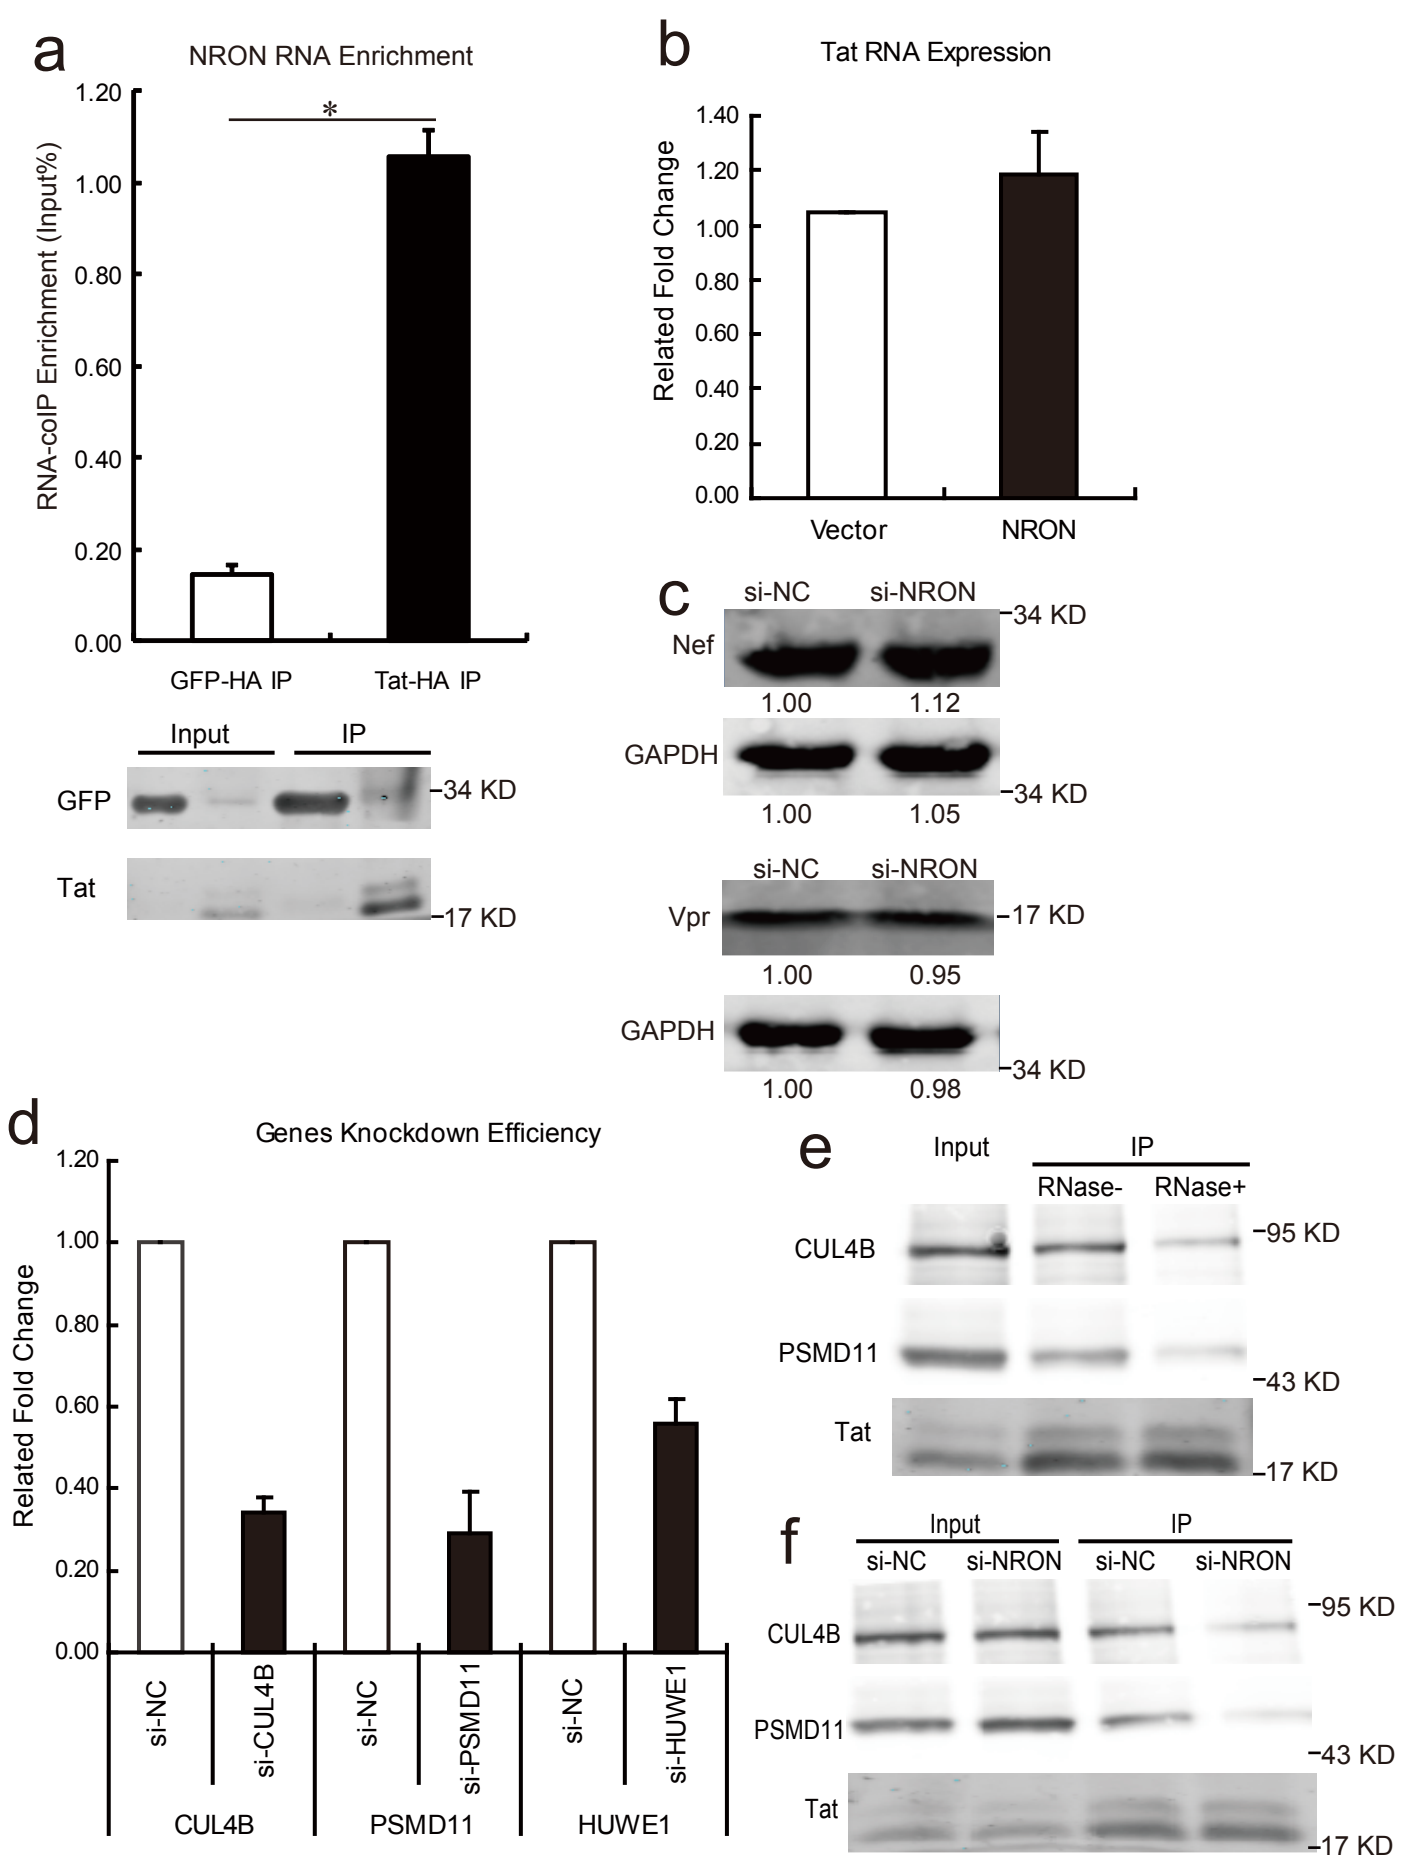 a
NRON RNA Enrichment
RNA-coIP Enrichment (Input%)
1.20
1.00
0.80
0.60
0.40
0.20
0.00
*
GFP-HA IP Tat-HA IP
Input IP
GFP -34 KD
Tat -17 KD
b
Tat RNA Expression
Related Fold Change
1.40
1.20
1.00
0.80
0.60
0.40
0.20
0.00
Vector NRON
c
si-NC si-NRON
Nef -34 KD
1.00 1.12
GAPDH -34 KD
1.00 1.05
si-NC si-NRON
Vpr -17 KD
1.00 0.95
GAPDH -34 KD
1.00 0.98
d
Genes Knockdown Efficiency
Related Fold Change
1.20
1.00
0.80
0.60
0.40
0.20
0.00
si-NC si-CUL4B si-NC si-PSMD11 si-NC si-HUWE1
CUL4B PSMD11 HUWE1
e
Input IP
RNase- RNase+
CUL4B -95 KD
PSMD11 -43 KD
Tat -17 KD
f
Input IP
si-NC si-NRON si-NC si-NRON
CUL4B -95 KD
PSMD11 -43 KD
Tat -17 KD